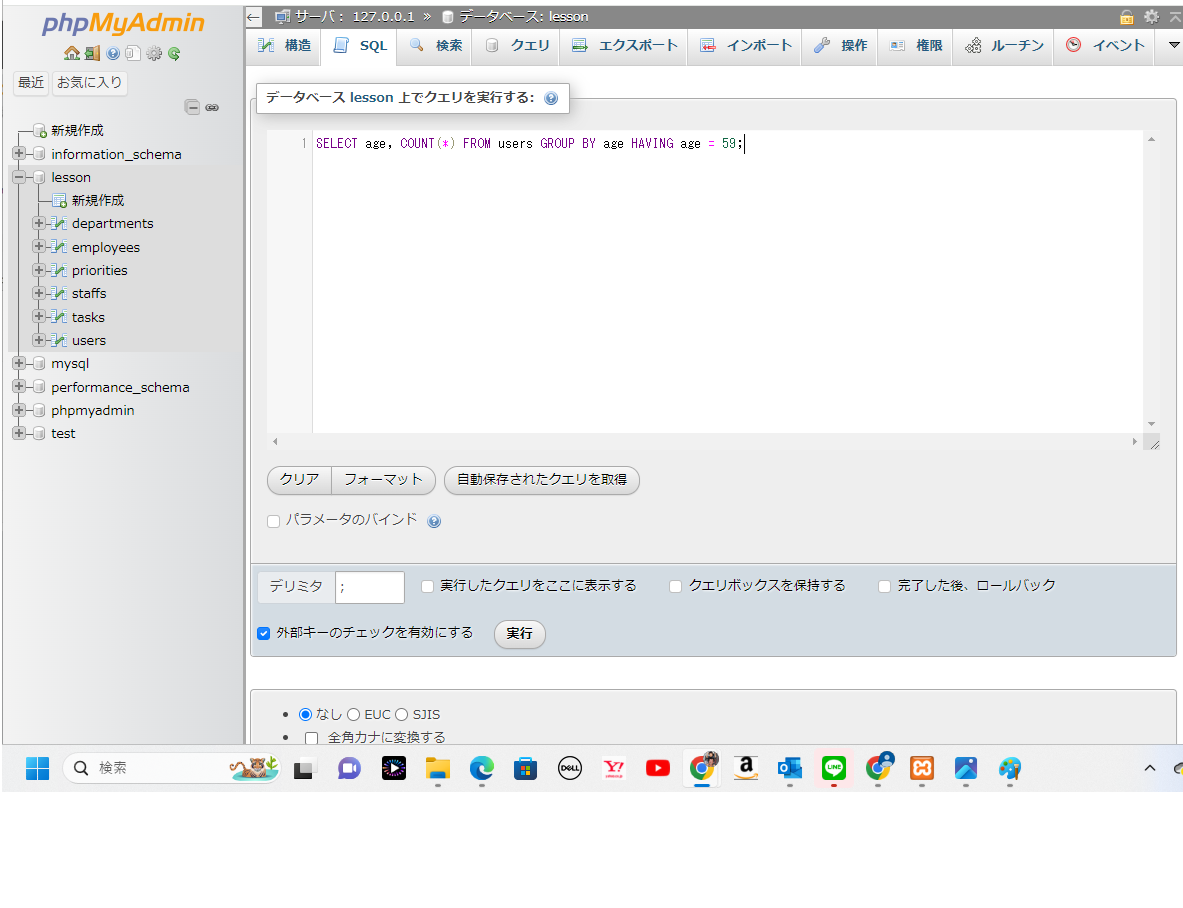 phpMyAdmin
最近 お気に入り
新規作成
information_schema
lesson
新規作成
departments
employees
priorities
staffs
tasks
users
mysql
performance_schema
phpmyadmin
test
サーバ: 127.0.0.1 » データベース: lesson
構造 SQL 検索 クエリ エクスポート インポート 操作 権限 ルーチン イベント
データベース lesson 上でクエリを実行する:
1 SELECT age, COUNT(*) FROM users GROUP BY age HAVING age = 59;
クリア フォーマット 自動保存されたクエリを取得
パラメータのバインド
デリミタ ; 実行したクエリをここに表示する クエリボックスを保持する 完了した後、ロールバック
外部キーのチェックを有効にする 実行
なし EUC SJIS
全角カナに変換する
検索 DELL Y! a LINE